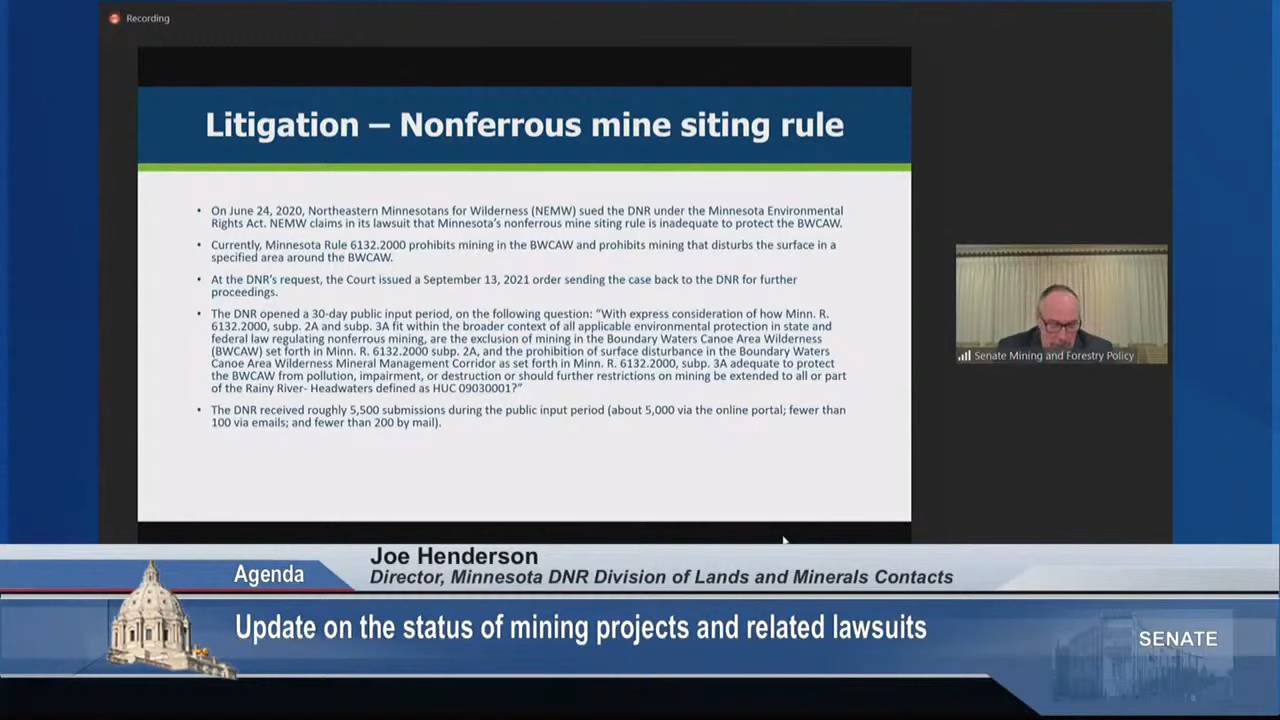 Recording
Litigation – Nonferrous mine siting rule
• On June 24, 2020, Northeastern Minnesotans for Wilderness (NEMW) sued the DNR under the Minnesota Environmental
Rights Act. NEMW claims in its lawsuit that Minnesota's nonferrous mine siting rule is inadequate to protect the BWCAW.
• Currently, Minnesota Rule 6132.2000 prohibits mining in the BWCAW and prohibits mining that disturbs the surface in a
specified area around the BWCAW.
• At the DNR's request, the Court issued a September 13, 2021 order sending the case back to the DNR for further
proceedings.
• The DNR opened a 30-day public input period, on the following question: "With express consideration of how Minn. R.
6132.2000, subp. 2A and subp. 3A fit within the broader context of all applicable environmental protection in state and
federal law regulating nonferrous mining, are the exclusion of mining in the Boundary Waters Canoe Area Wilderness
(BWCAW) set forth in Minn. R. 6132.2000 subp. 2A, and the prohibition of surface disturbance in the Boundary Waters
Canoe Area Wilderness Mineral Management Corridor as set forth in Minn. R. 6132.2000, subp. 3A adequate to protect
the BWCAW from pollution, impairment, or destruction or should further restrictions on mining be extended to all or part
of the Rainy River- Headwaters defined as HUC 09030001?"
• The DNR received roughly 5,500 submissions during the public input period (about 5,000 via the online portal; fewer than
100 via emails; and fewer than 200 by mail).
Senate Mining and Forestry Policy
Joe Henderson
Director, Minnesota DNR Division of Lands and Minerals Contacts
Agenda
Update on the status of mining projects and related lawsuits
SENATE